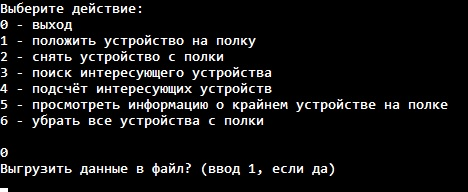 Выберите действие:
0 - выход
1 - положить устройство на полку
2 - снять устройство с полки
3 - поиск интересующего устройства
4 - подсчёт интересующих устройств
5 - просмотреть информацию о крайнем устройстве на полке
6 - убрать все устройства с полки
0
Выгрузить данные в файл? (ввод 1, если да)